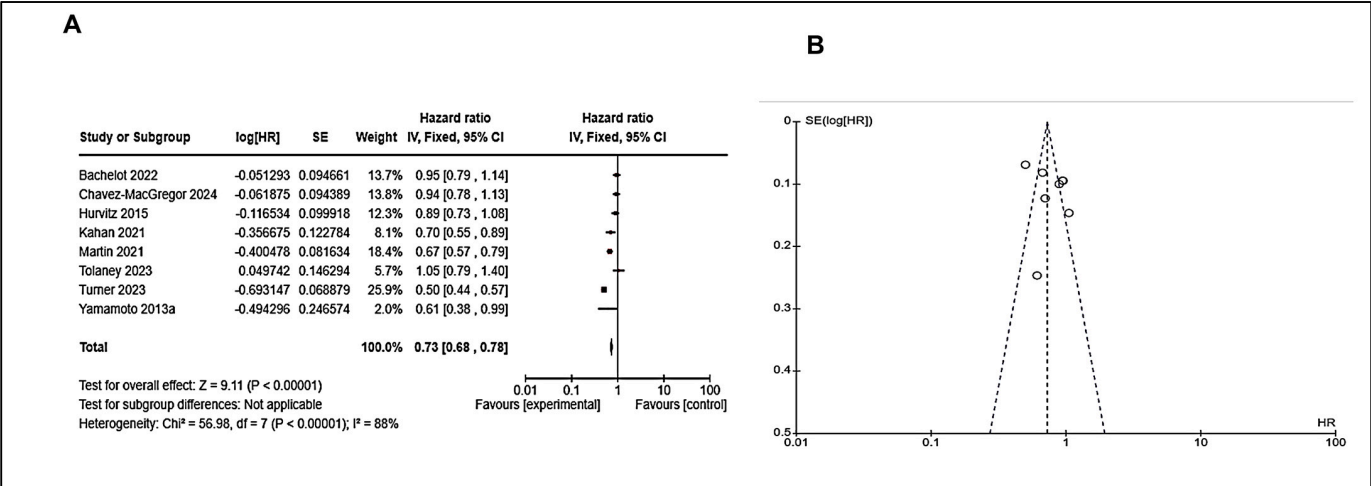 A
Hazard ratio Hazard ratio
Study or Subgroup log[HR] SE Weight IV, Fixed, 95% CI IV, Fixed, 95% CI
Bachelot 2022 -0.051293 0.094661 13.7% 0.95 [0.79 , 1.14]
Chavez-MacGregor 2024 -0.061875 0.094389 13.8% 0.94 [0.78 , 1.13]
Hurvitz 2015 -0.116534 0.099918 12.3% 0.89 [0.73 , 1.08]
Kahan 2021 -0.356675 0.122784 8.1% 0.70 [0.55 , 0.89]
Martin 2021 -0.400478 0.081634 18.4% 0.67 [0.57 , 0.79]
Tolaney 2023 0.049742 0.146294 5.7% 1.05 [0.79 , 1.40]
Turner 2023 -0.693147 0.068879 25.9% 0.50 [0.44 , 0.57]
Yamamoto 2013a -0.494296 0.246574 2.0% 0.61 [0.38 , 0.99]
Total 100.0% 0.73 [0.68 , 0.78]
Test for overall effect: Z = 9.11 (P < 0.00001)
Test for subgroup differences: Not applicable
Heterogeneity: Chi² = 56.98, df = 7 (P < 0.00001); I² = 88%
0.01 0.1 1 10 100
Favours [experimental] Favours [control]
B
SE(log[HR])
0
0.1
0.2
0.3
0.4
0.5
HR
0.01 0.1 1 10 100